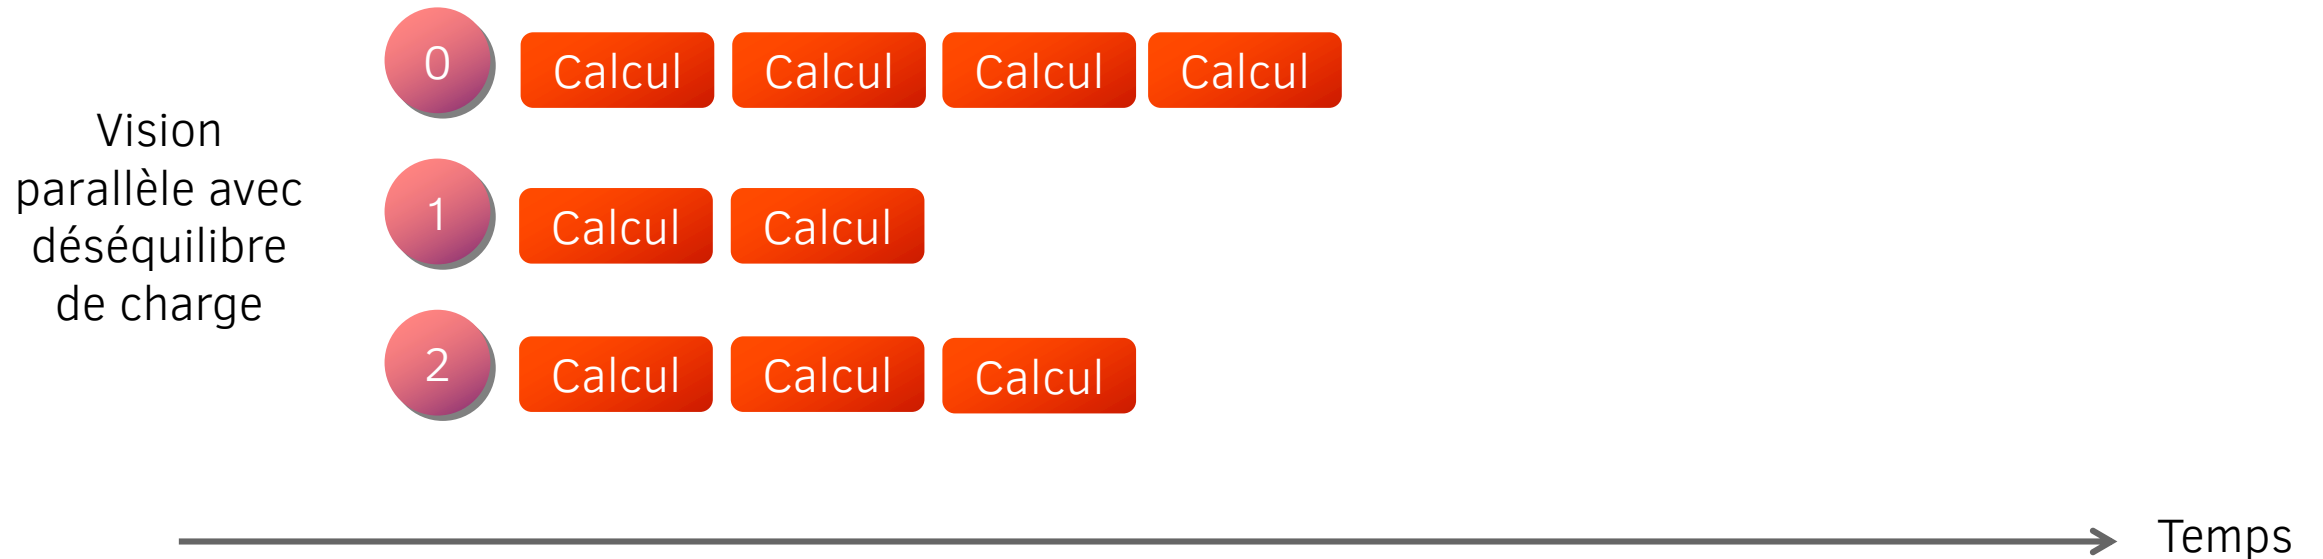 Vision
parallèle avec
déséquilibre
de charge
0
Calcul Calcul Calcul Calcul
1
Calcul Calcul
2
Calcul Calcul Calcul
Temps